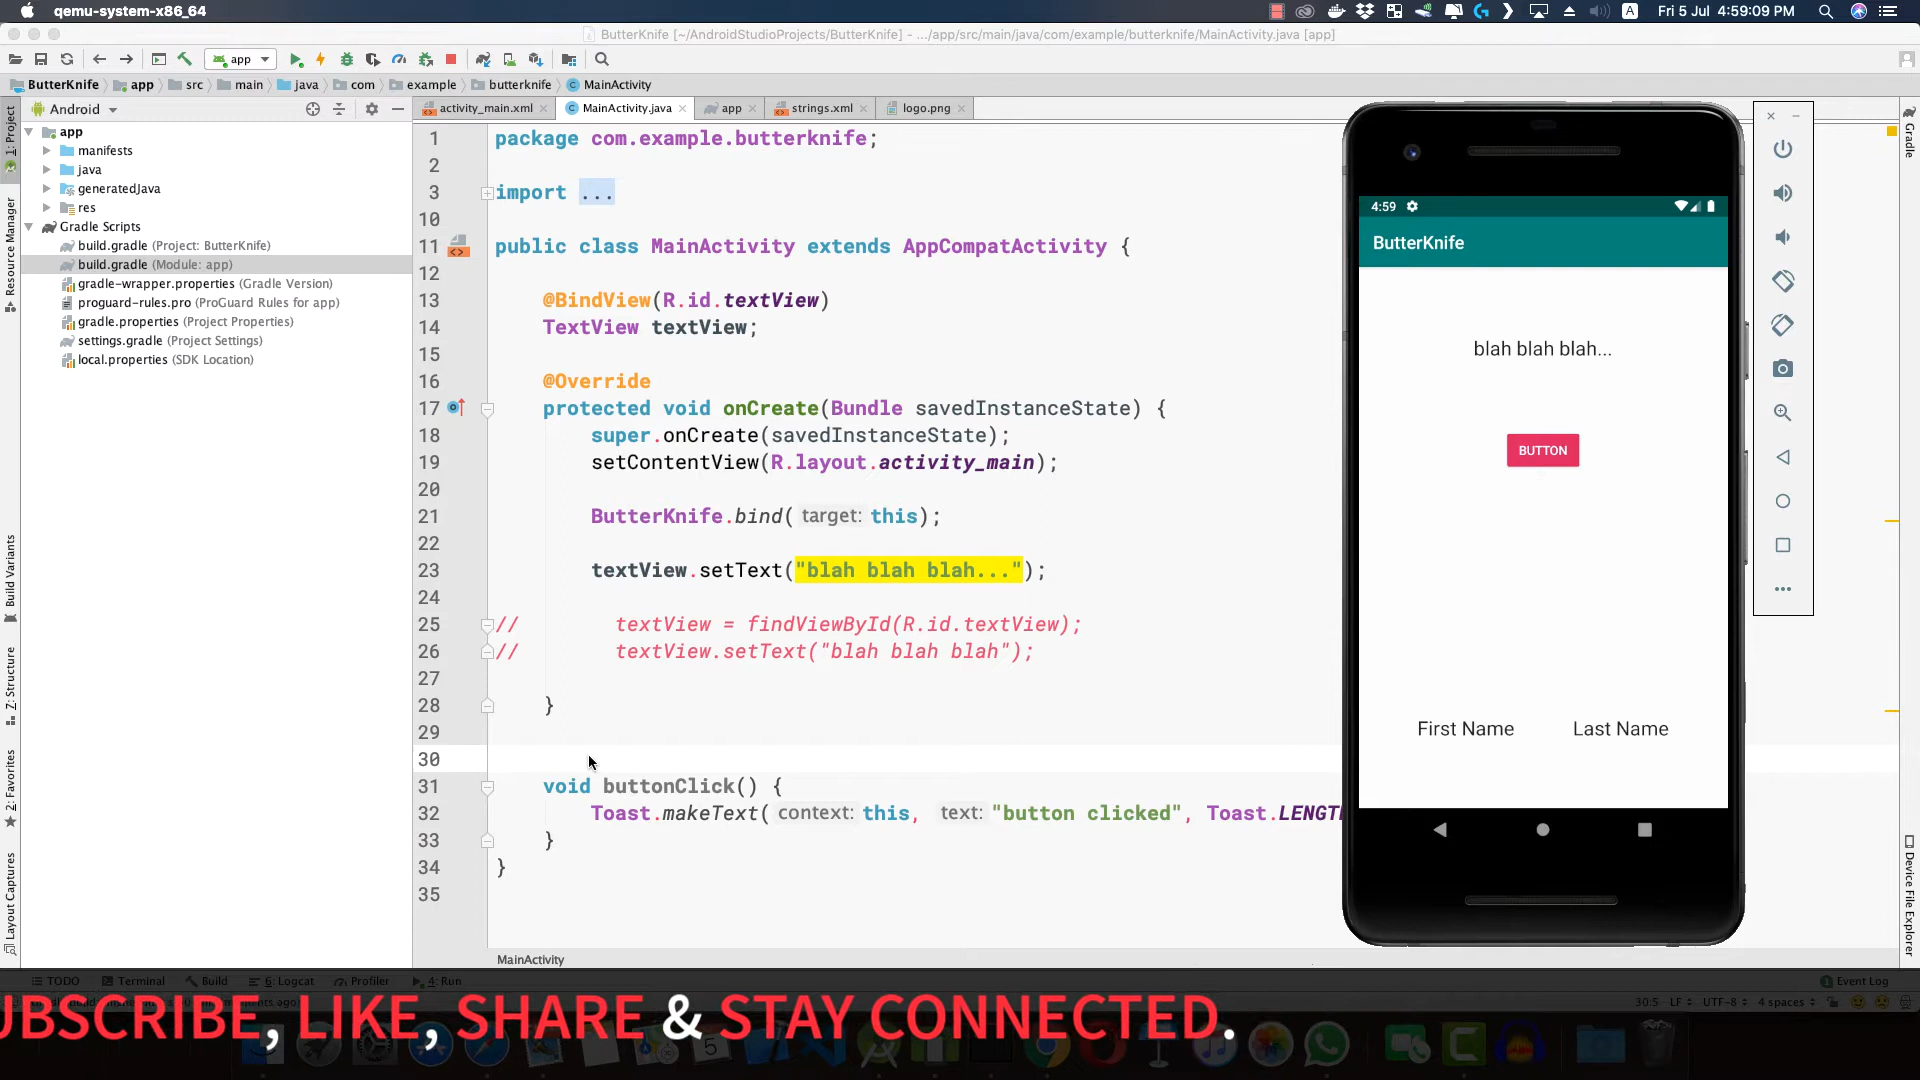 qemu-system-x86_64
Fri 5 Jul 4:59:09 PM
ButterKnife [~/AndroidStudioProjects/ButterKnife] - .../app/src/main/java/com/example/butterknife/MainActivity.java [app]
app
ButterKnife app src main java com example butterknife MainActivity
Android
activity_main.xml MainActivity.java app strings.xml logo.png
1: Project
Resource Manager
Build Variants
Z: Structure
2: Favorites
Layout Captures
app
manifests
java
generatedJava
res
Gradle Scripts
build.gradle (Project: ButterKnife)
build.gradle (Module: app)
gradle-wrapper.properties (Gradle Version)
proguard-rules.pro (ProGuard Rules for app)
gradle.properties (Project Properties)
settings.gradle (Project Settings)
local.properties (SDK Location)
1 package com.example.butterknife;
2
3 import ...
10
11 public class MainActivity extends AppCompatActivity {
12
13 @BindView(R.id.textView)
14 TextView textView;
15
16 @Override
17 protected void onCreate(Bundle savedInstanceState) {
18 super.onCreate(savedInstanceState);
19 setContentView(R.layout.activity_main);
20
21 ButterKnife.bind( target: this);
22
23 textView.setText("blah blah blah...");
24
25 // textView = findViewById(R.id.textView);
26 // textView.setText("blah blah blah");
27
28 }
29
30
31 void buttonClick() {
32 Toast.makeText( context: this, text: "button clicked", Toast.LENGT
33 }
34 }
35
MainActivity
4:59
ButterKnife
blah blah blah...
BUTTON
First Name Last Name
Gradle
Device File Explorer
TODO Terminal Build 6: Logcat Profiler 4: Run Event Log
30:5 LF UTF-8 4 spaces
UBSCRIBE, LIKE, SHARE & STAY CONNECTED.
5